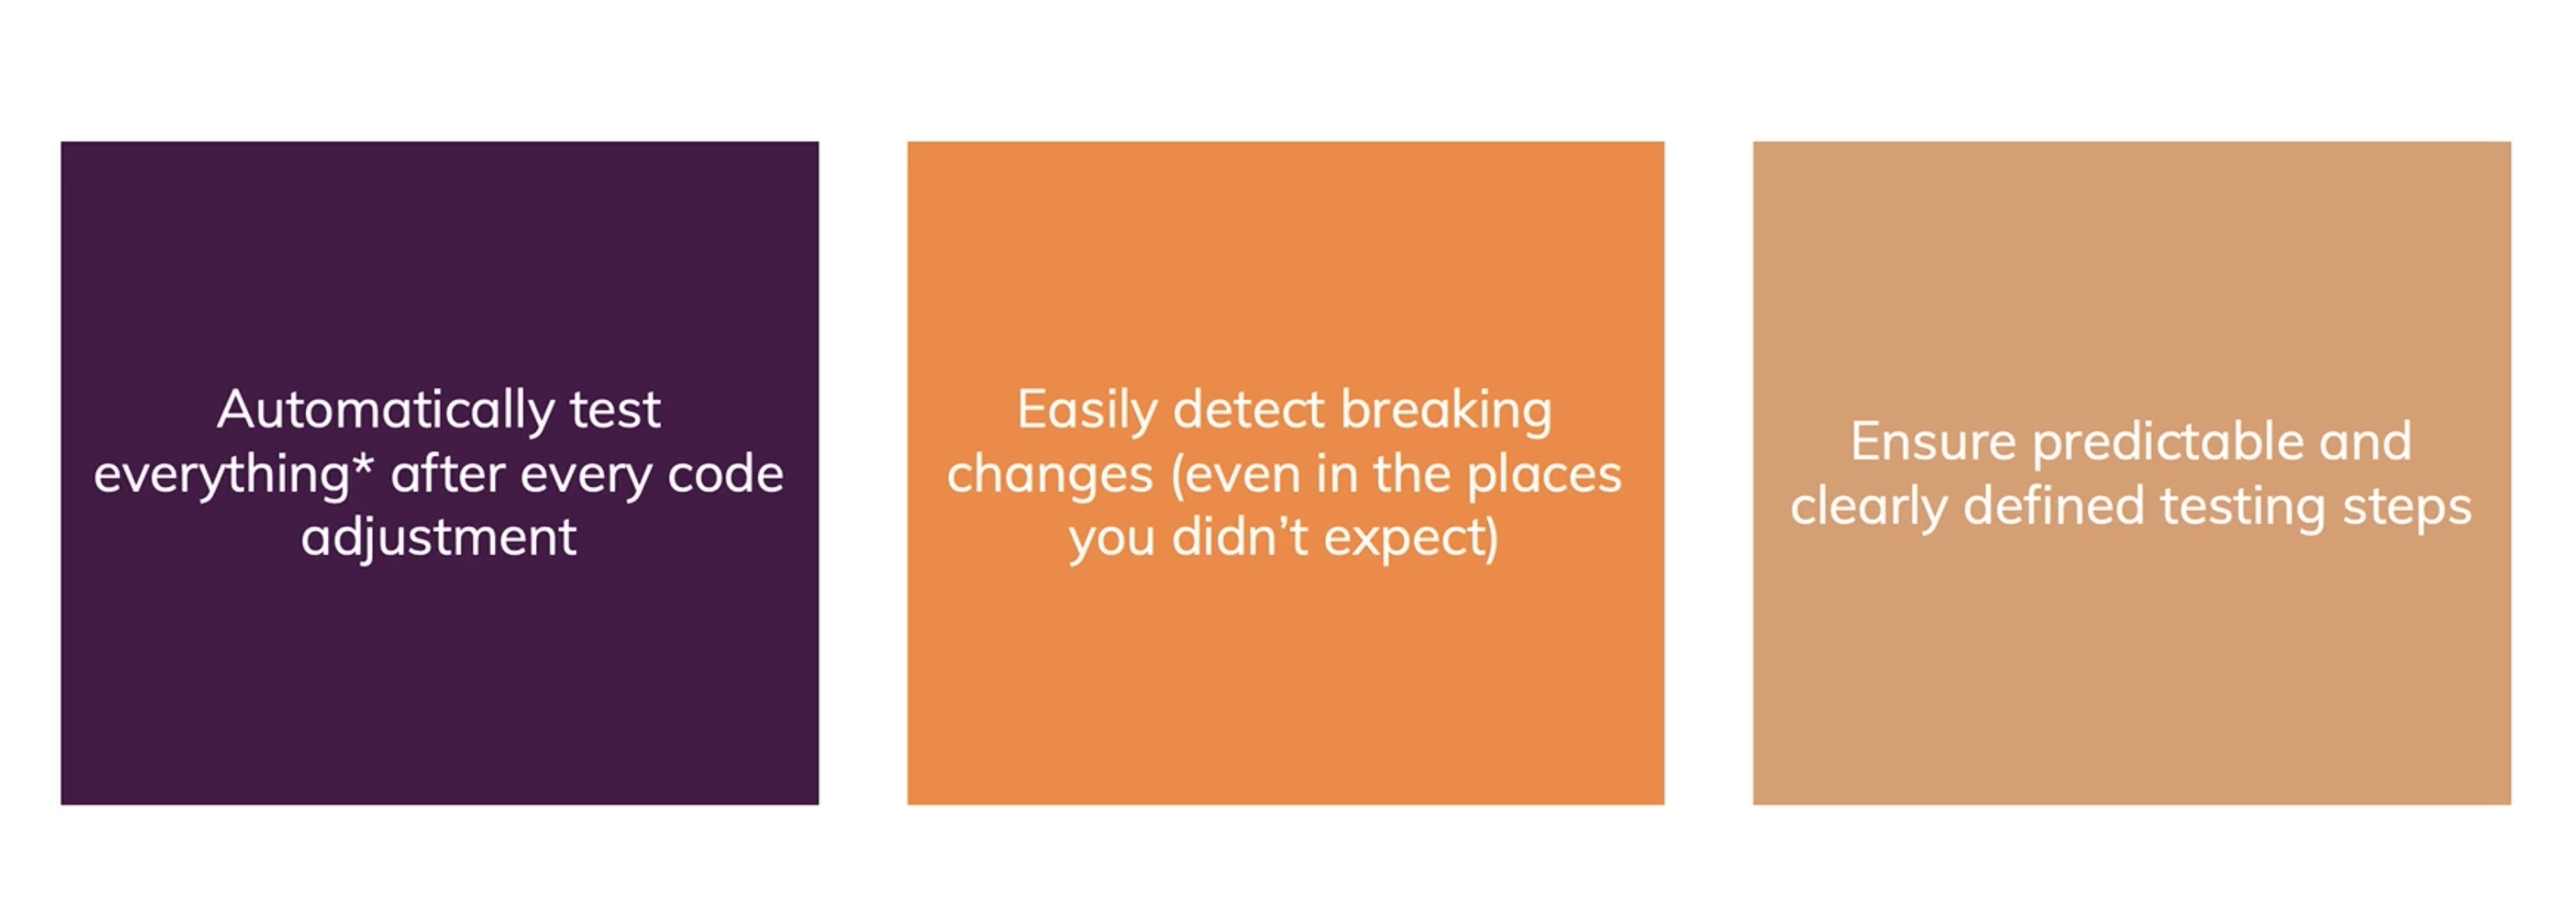 Automatically test
everything* after every code
adjustment
Easily detect breaking
changes (even in the places
you didn’t expect)
Ensure predictable and
clearly defined testing steps